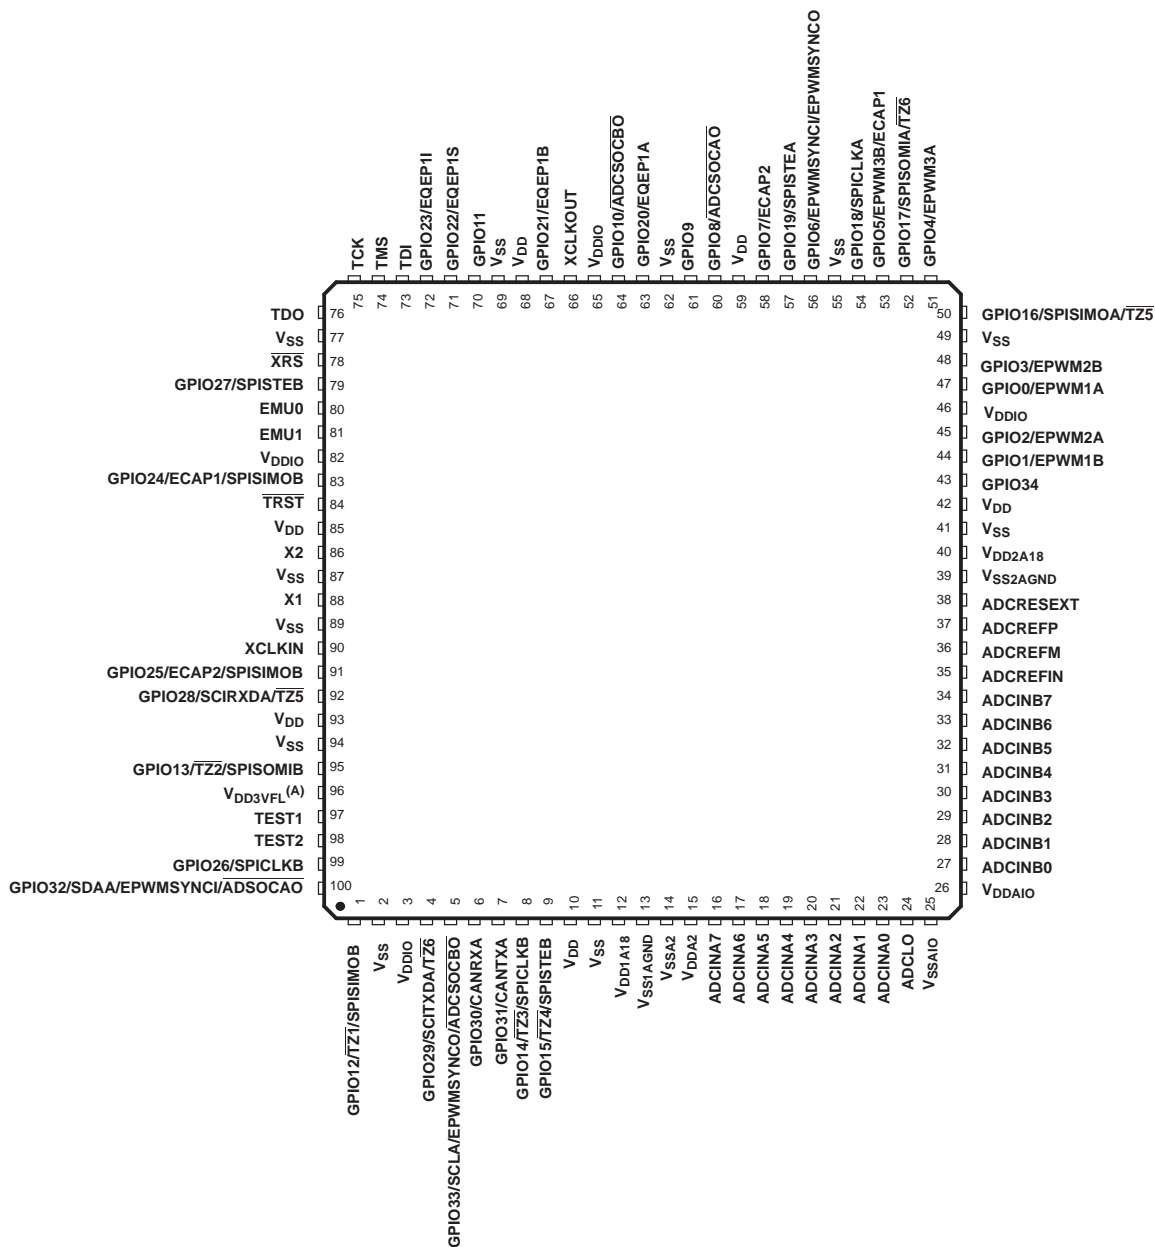 TCK
TMS
TDI
GPIO23/EQEP1I
GPIO22/EQEP1S
GPIO11
VSS
VDD
GPIO21/EQEP1B
XCLKOUT
VDDIO
GPIO10/ADCSOCBO
GPIO20/EQEP1A
VSS
GPIO9
GPIO8/ADCSOCAO
VDD
GPIO7/ECAP2
GPIO19/SPISTEA
GPIO6/EPWMSYNCI/EPWMSYNCO
VSS
GPIO18/SPICLKA
GPIO5/EPWM3B/ECAP1
GPIO17/SPISOMIA/TZ6
GPIO4/EPWM3A
75
74
73
72
71
70
69
68
67
66
65
64
63
62
61
60
59
58
57
56
55
54
53
52
51
TDO 76
VSS 77
XRS 78
GPIO27/SPISTEB 79
EMU0 80
EMU1 81
VDDIO 82
GPIO24/ECAP1/SPISIMOB 83
TRST 84
VDD 85
X2 86
VSS 87
X1 88
VSS 89
XCLKIN 90
GPIO25/ECAP2/SPISIMOB 91
GPIO28/SCIRXDA/TZ5 92
VDD 93
VSS 94
GPIO13/TZ2/SPISOMIB 95
VDD3VFL(A) 96
TEST1 97
TEST2 98
GPIO26/SPICLKB 99
GPIO32/SDAA/EPWMSYNCI/ADSOCAO 100
50 GPIO16/SPISIMOA/TZ5
49 VSS
48 GPIO3/EPWM2B
47 GPIO0/EPWM1A
46 VDDIO
45 GPIO2/EPWM2A
44 GPIO1/EPWM1B
43 GPIO34
42 VDD
41 VSS
40 VDD2A18
39 VSS2AGND
38 ADCRESEXT
37 ADCREFP
36 ADCREFM
35 ADCREFIN
34 ADCINB7
33 ADCINB6
32 ADCINB5
31 ADCINB4
30 ADCINB3
29 ADCINB2
28 ADCINB1
27 ADCINB0
26 VDDAIO
1
2
3
4
5
6
7
8
9
10
11
12
13
14
15
16
17
18
19
20
21
22
23
24
25
GPIO12/TZ1/SPISIMOB
VSS
VDDIO
GPIO29/SCITXDA/TZ6
GPIO33/SCLA/EPWMSYNCO/ADCSOCBO
GPIO30/CANRXA
GPIO31/CANTXA
GPIO14/TZ3/SPICLKB
GPIO15/TZ4/SPISTEB
VDD
VSS
VDD1A18
VSS1AGND
VSSA2
VDDA2
ADCINA7
ADCINA6
ADCINA5
ADCINA4
ADCINA3
ADCINA2
ADCINA1
ADCINA0
ADCLO
VSSAIO